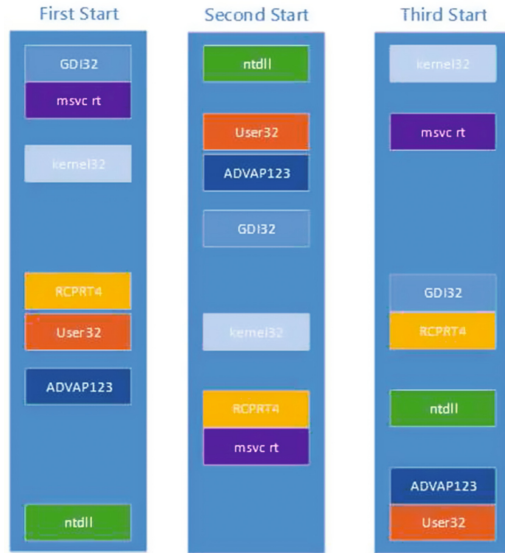 First Start
GDI32
msvc rt
kernel32
RCPRT4
User32
ADVAP123
ntdll
Second Start
ntdll
User32
ADVAP123
GDI32
kernel32
RCPRT4
msvc rt
Third Start
kernel32
msvc rt
GDI32
RCPRT4
ntdll
ADVAP123
User32